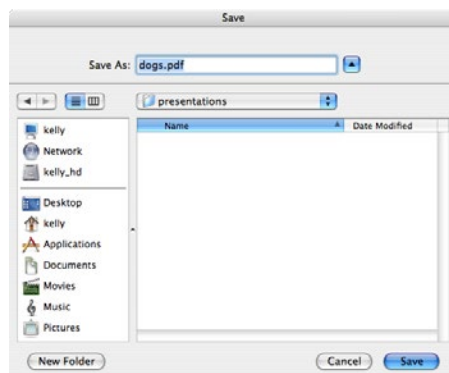 Save
Save As: dogs.pdf
presentations
Name Date Modified
kelly
Network
kelly_hd
Desktop
kelly
Applications
Documents
Movies
Music
Pictures
New Folder Cancel Save